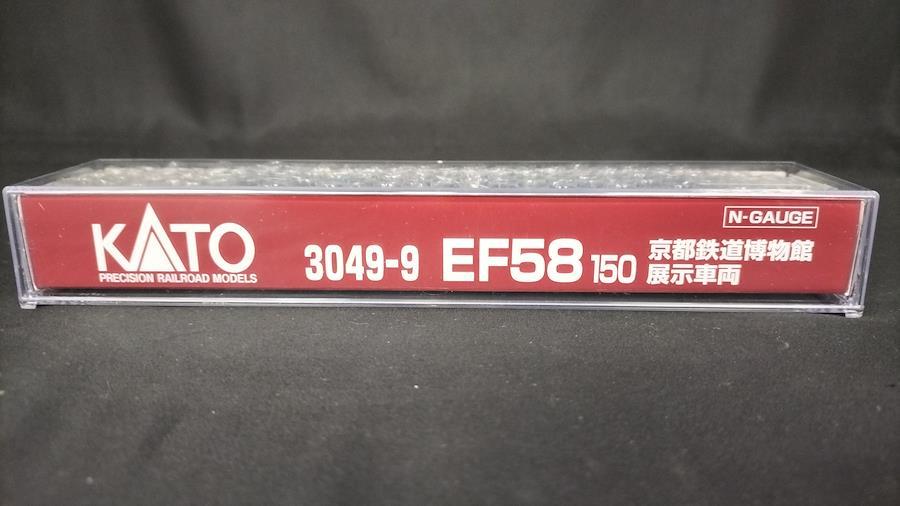 N-GAUGE
KATO
PRECISION RAILROAD MODELS
3049-9 EF58 150 京都鉄道博物館
展示車両